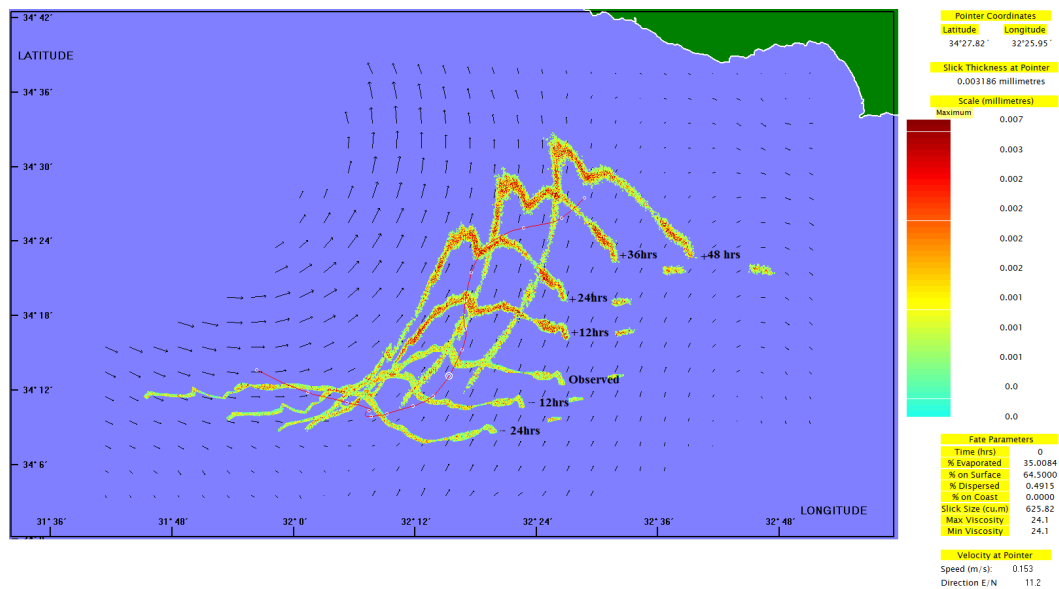 34° 42´
LATITUDE
34° 36´
34° 30´
34° 24´
34° 18´
34° 12´
34° 6´
+48 hrs
+36hrs
+24hrs
+12hrs
Observed
- 12hrs
- 24hrs
LONGITUDE
31° 36´ 31° 48´ 32° 0´ 32° 12´ 32° 24´ 32° 36´ 32° 48´
Pointer Coordinates
Latitude Longitude
34°27.82´ 32°25.95´
Slick Thickness at Pointer
0.003186 millimetres
Scale (millimetres)
Maximum 0.007
0.003
0.002
0.002
0.002
0.002
0.001
0.001
0.001
0.0
0.0
Fate Parameters
Time (hrs) 0
% Evaporated 35.0084
% on Surface 64.5000
% Dispersed 0.4915
% on Coast 0.0000
Slick Size (cu.m) 625.82
Max Viscosity 24.1
Min Viscosity 24.1
Velocity at Pointer
Speed (m/s): 0.153
Direction E/N 11.2